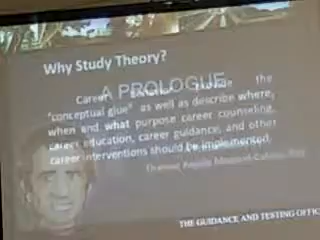 Why Study Theory?
A PROLOGUE
Career the
"conceptual glue" as well as describe where,
when and what purpose career counseling,
career education, career guidance, and other
career interventions should be implemented.
THE GUIDANCE AND TESTING OFFIC